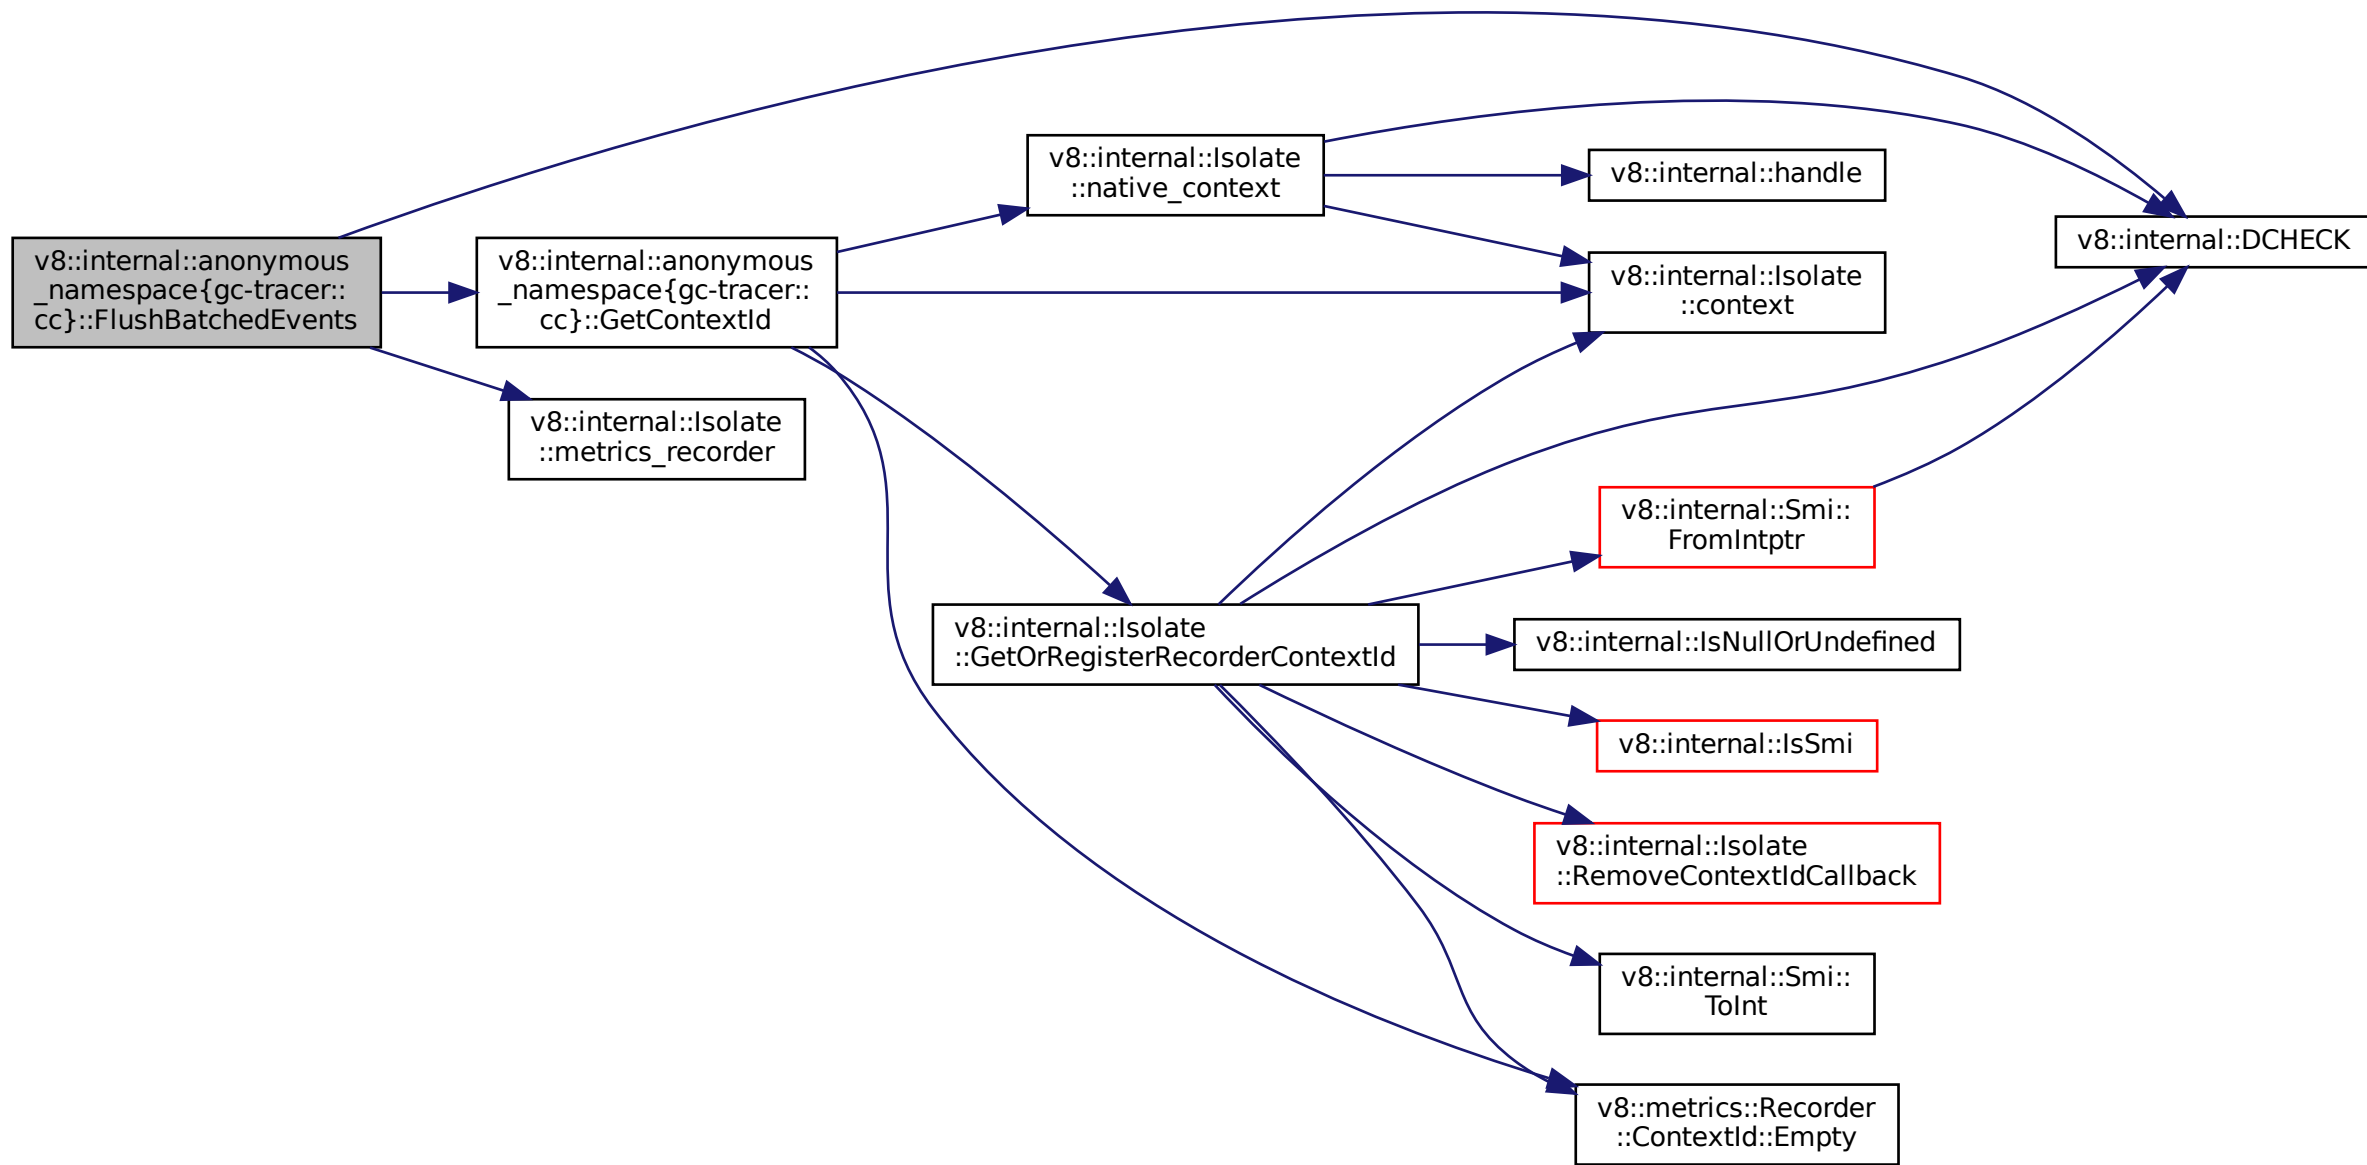 v8::internal::anonymous
_namespace{gc-tracer::
cc}::FlushBatchedEvents
v8::internal::anonymous
_namespace{gc-tracer::
cc}::GetContextId
v8::internal::Isolate
::metrics_recorder
v8::internal::Isolate
::native_context
v8::internal::Isolate
::GetOrRegisterRecorderContextId
v8::internal::handle
v8::internal::Isolate
::context
v8::internal::Smi::
FromIntptr
v8::internal::IsNullOrUndefined
v8::internal::IsSmi
v8::internal::Isolate
::RemoveContextIdCallback
v8::internal::Smi::
ToInt
v8::metrics::Recorder
::ContextId::Empty
v8::internal::DCHECK